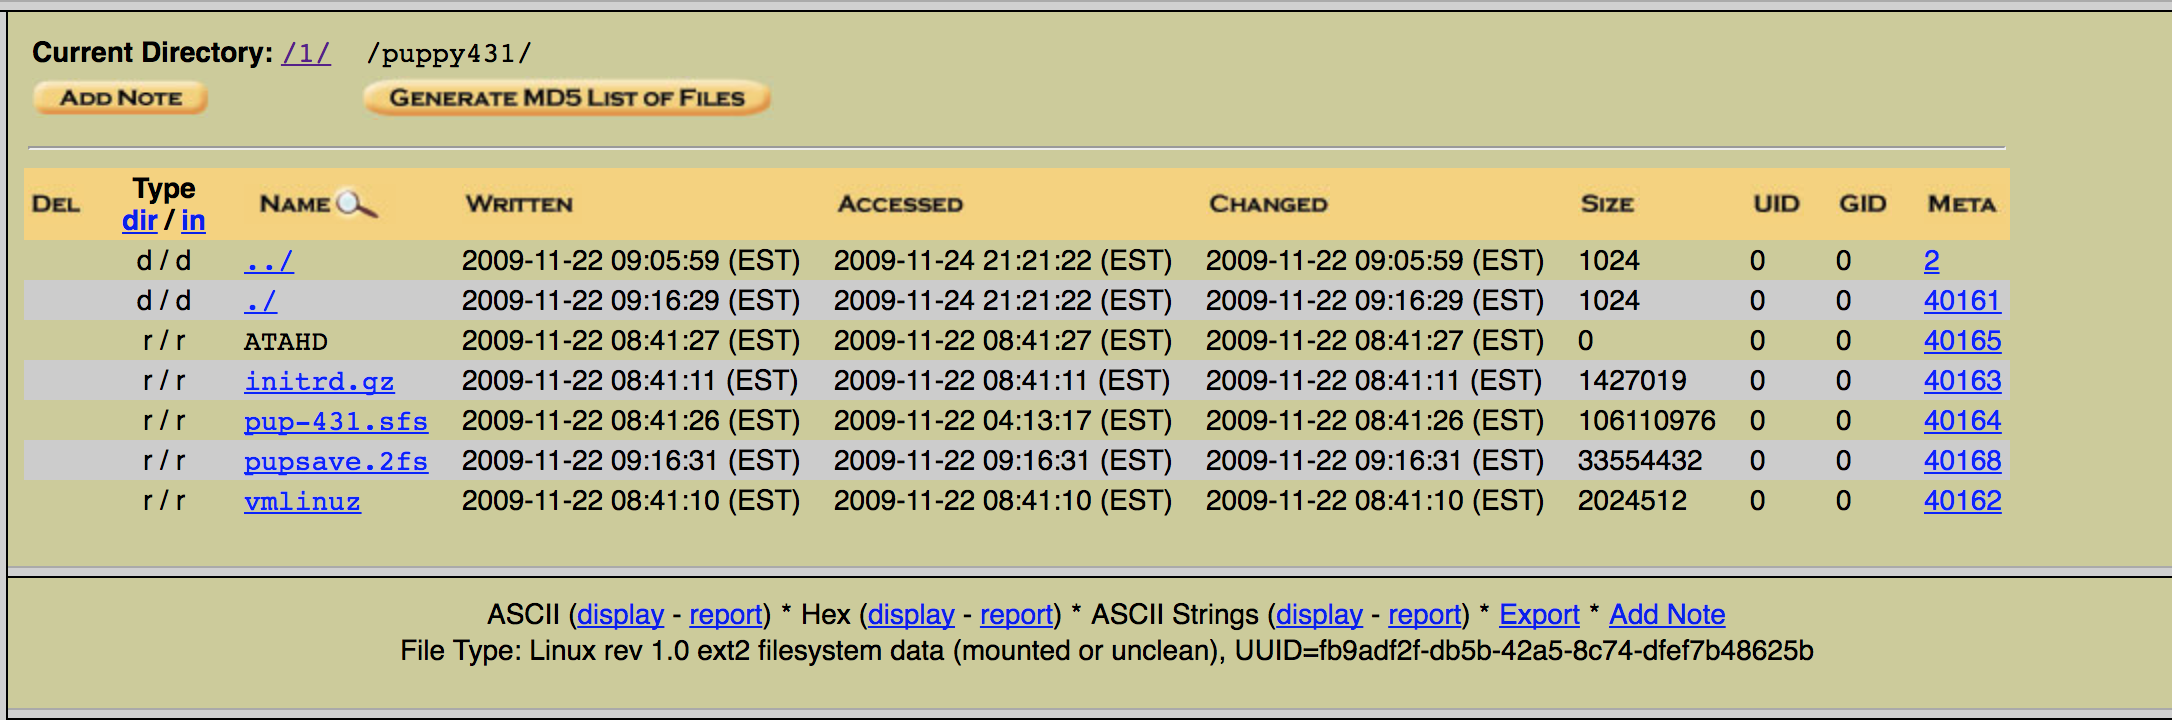 Current Directory: /1/ /puppy431/
ADD NOTE GENERATE MD5 LIST OF FILES
DEL Type dir / in NAME WRITTEN ACCESSED CHANGED SIZE UID GID META
d / d ../ 2009-11-22 09:05:59 (EST) 2009-11-24 21:21:22 (EST) 2009-11-22 09:05:59 (EST) 1024 0 0 2
d / d ./ 2009-11-22 09:16:29 (EST) 2009-11-24 21:21:22 (EST) 2009-11-22 09:16:29 (EST) 1024 0 0 40161
r / r ATAHD 2009-11-22 08:41:27 (EST) 2009-11-22 08:41:27 (EST) 2009-11-22 08:41:27 (EST) 0 0 0 40165
r / r initrd.gz 2009-11-22 08:41:11 (EST) 2009-11-22 08:41:11 (EST) 2009-11-22 08:41:11 (EST) 1427019 0 0 40163
r / r pup-431.sfs 2009-11-22 08:41:26 (EST) 2009-11-22 04:13:17 (EST) 2009-11-22 08:41:26 (EST) 106110976 0 0 40164
r / r pupsave.2fs 2009-11-22 09:16:31 (EST) 2009-11-22 09:16:31 (EST) 2009-11-22 09:16:31 (EST) 33554432 0 0 40168
r / r vmlinuz 2009-11-22 08:41:10 (EST) 2009-11-22 08:41:10 (EST) 2009-11-22 08:41:10 (EST) 2024512 0 0 40162
ASCII (display - report) * Hex (display - report) * ASCII Strings (display - report) * Export * Add Note
File Type: Linux rev 1.0 ext2 filesystem data (mounted or unclean), UUID=fb9adf2f-db5b-42a5-8c74-dfef7b48625b